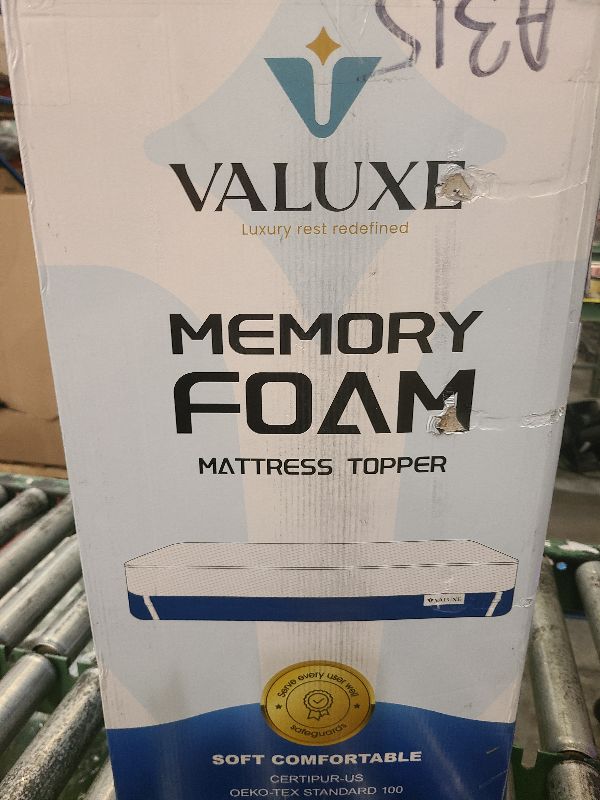 A315
VALUXE
Luxury rest redefined
MEMORY
FOAM
MATTRESS TOPPER
VALUXE
Serve every user well
safeguards
SOFT COMFORTABLE
CERTIPUR-US
OEKO-TEX STANDARD 100